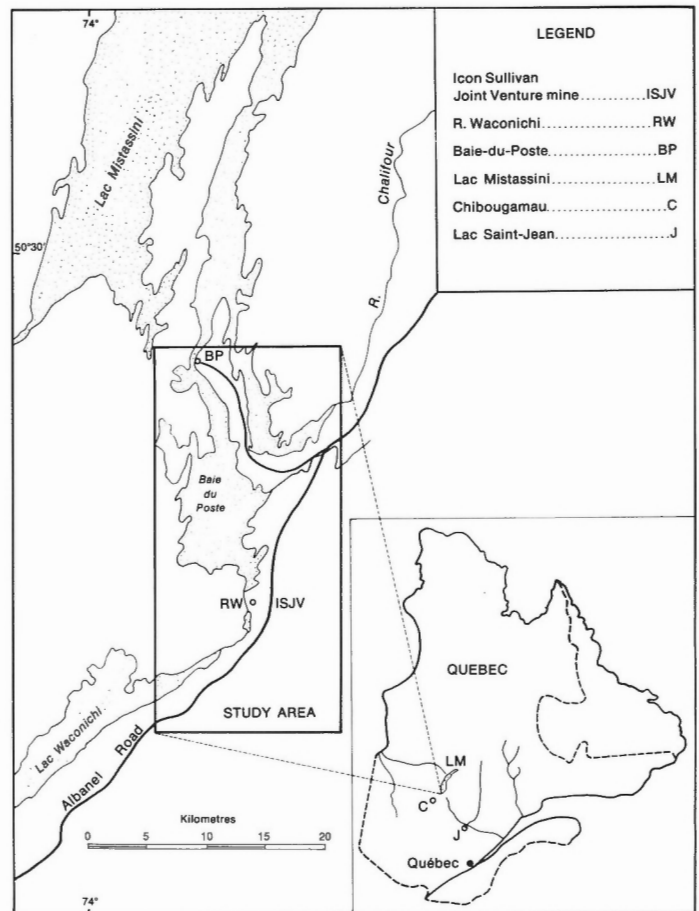 74°
LEGEND
Icon Sullivan
Joint Venture mine..........ISJV
R. Waconichi....................RW
Baie-du-Poste...................BP
Lac Mistassini...................LM
Chibougamau......................C
Lac Saint-Jean....................J
Lac Mistassini
Chalifour
R.
50°30'
BP
Baie
du
Poste
RW
ISJV
STUDY AREA
Lac Waconichi
Albanel Road
Kilometres
0 5 10 15 20
74°
QUEBEC
LM
C
J
Québec